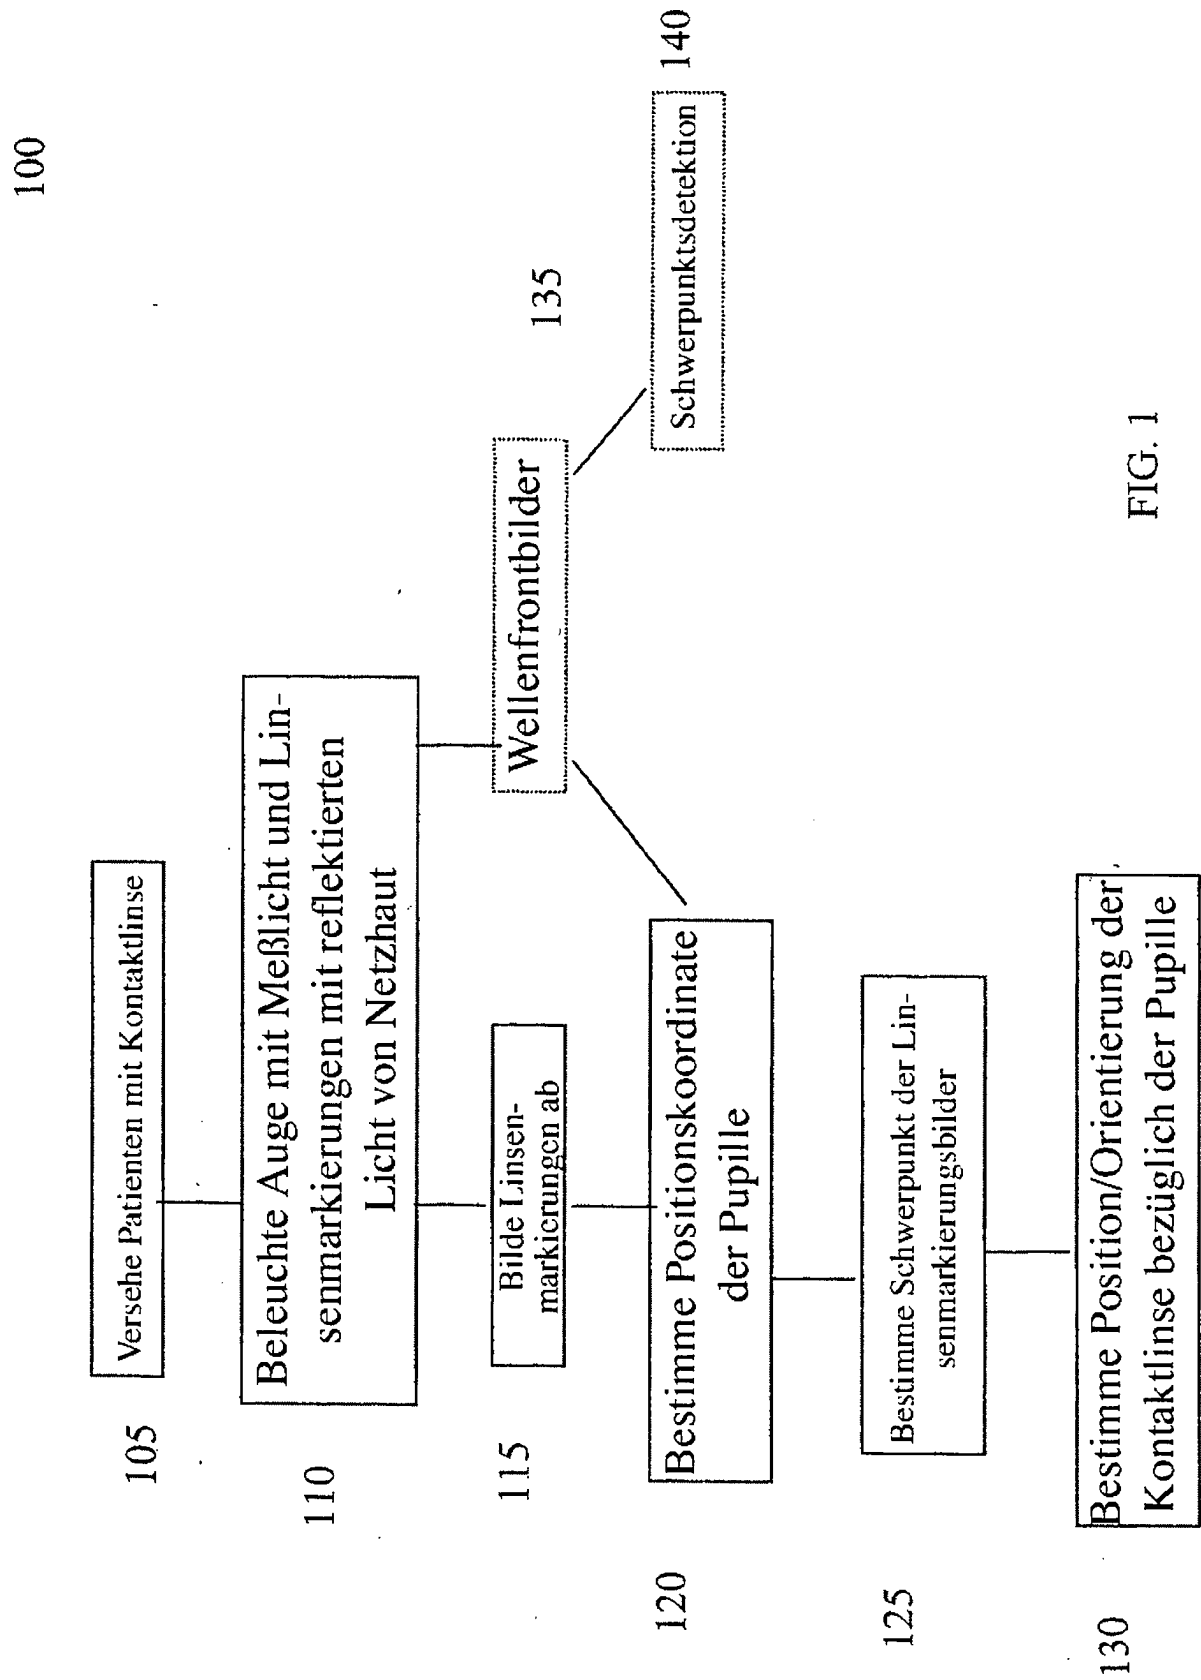 100
105
Versehe Patienten mit Kontaktlinse
110
Beleuchte Auge mit Meßlicht und Lin-
senmarkierungen mit reflektierten
Licht von Netzhaut
115
Bilde Linsen-
markierungen ab
Wellenfrontbilder
135
120
Bestimme Positionskoordinate
der Pupille
Schwerpunktsdetektion
140
125
Bestimme Schwerpunkt der Lin-
senmarkierungsbilder
130
Bestimme Position/Orientierung der
Kontaktlinse bezüglich der Pupille
FIG. 1